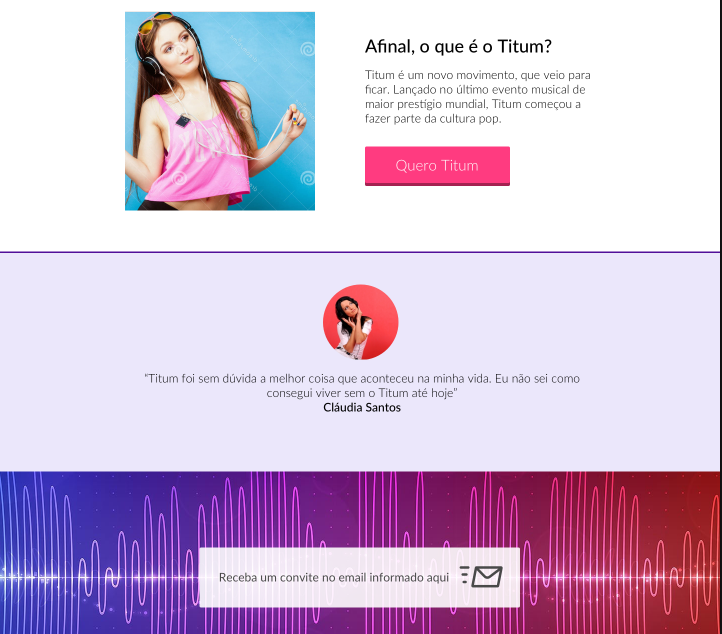 Afinal, o que é o Titum?
Titum é um novo movimento, que veio para
ficar. Lançado no último evento musical de
maior prestígio mundial, Titum começou a
fazer parte da cultura pop.
Quero Titum
"Titum foi sem dúvida a melhor coisa que aconteceu na minha vida. Eu não sei como
consegui viver sem o Titum até hoje"
Cláudia Santos
Receba um convite no email informado aqui